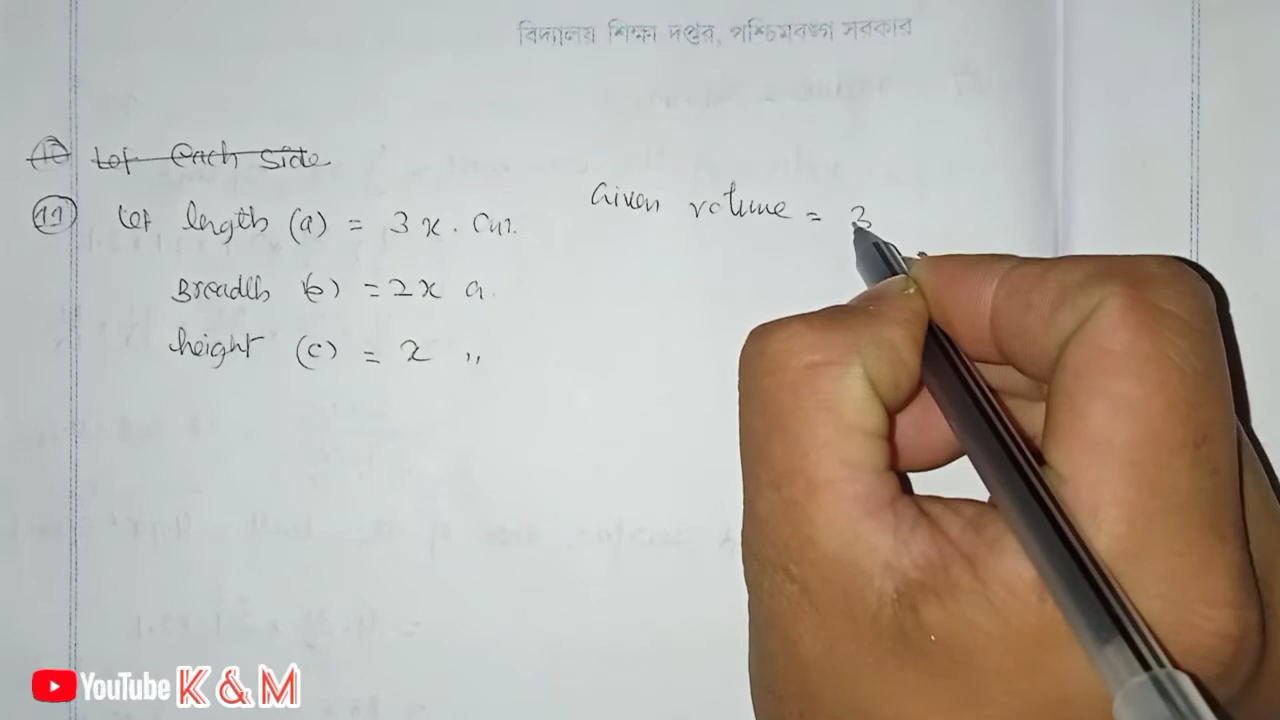 বিদ্যালয় শিক্ষা দপ্তর, পশ্চিমবঙ্গ সরকার
Let each side
11 Let length (a) = 3x. cm.
Given volume = 3
Breadth (b) = 2x
height (c) = x ,,
YouTube K & M